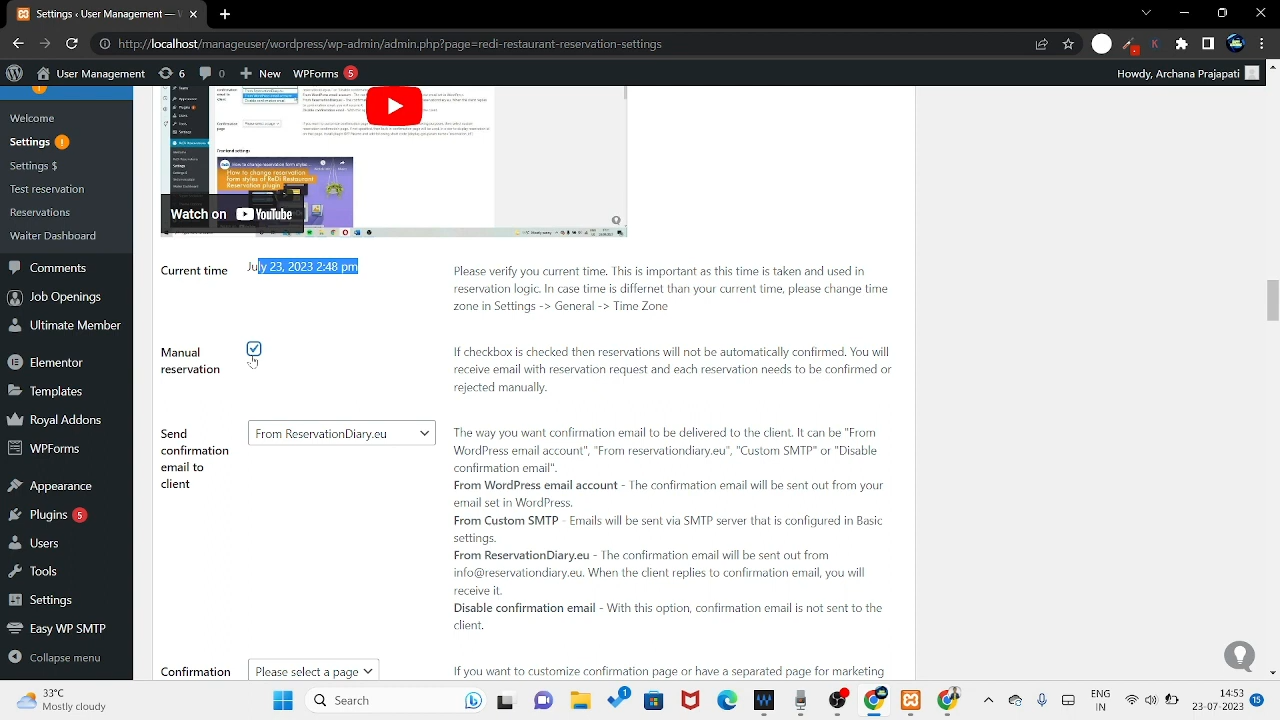 Settings ‹ User Management — V
http://localhost/manageuser/wordpress/wp-admin/admin.php?page=redi-restaurant-reservation-settings
User Management 6 0 New WPForms 5
Settings
How to change reservation form styles...
How to change reservation
form styles of ReDi Restaurant
Reservation plugin
Watch on YouTube
Reservations
Waiter Dashboard
Comments
Job Openings
Ultimate Member
Elementor
Templates
Royal Addons
WPForms
Appearance
Plugins 5
Users
Tools
Settings
Easy WP SMTP
Collapse menu
Current time
July 23, 2023 2:48 pm
Please verify you current time. This is important as this time is taken and used in
reservation logic. In case time is differnet than your current time, please change time
zone in Settings -> General -> Time Zone
Manual
reservation
If checkbox is checked then reservations will not be automatically confirmed. You will
receive email with reservation request and each reservation needs to be confirmed or
rejected manually.
Send
confirmation
email to
client
From ReservationDiary.eu
The way you want confirmation email to be delivered to the client. It can be "From
WordPress email account", "From reservationdiary.eu", "Custom SMTP" or "Disable
confirmation email".
From WordPress email account - The confirmation email will be sent out from your
email set in WordPress.
From Custom SMTP - Emails will be sent via SMTP server that is configured in Basic
settings.
From ReservationDiary.eu - The confirmation email will be sent out from
info@reservationdiary.eu. When the client replies to confirmation email, you will
receive it.
Disable confirmation email - With this option, confirmation email is not sent to the
client.
Confirmation
Please select a page
If you want to customize confirmation page or have a separated page for marketing
33°C
Mostly cloudy
Search
1
ENG
IN
14:53
23-07-2023
15